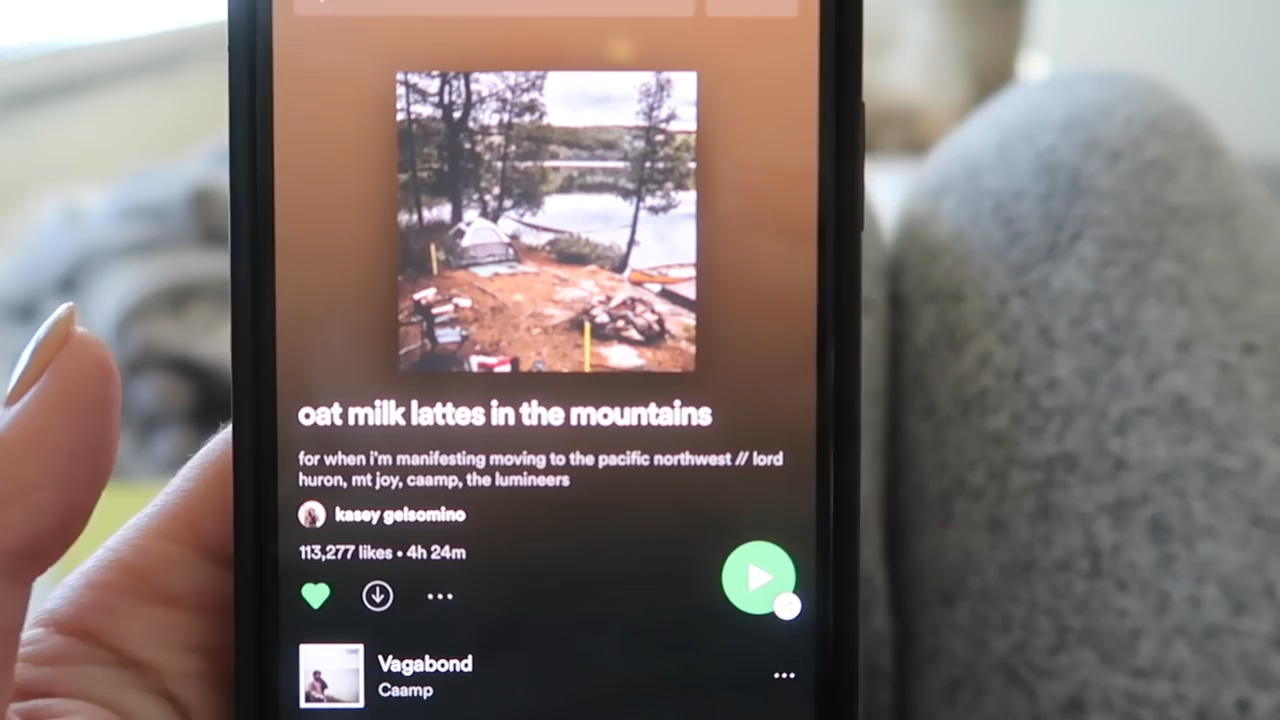 oat milk lattes in the mountains
for when i'm manifesting moving to the pacific northwest // lord
huron, mt joy, caamp, the lumineers
kasey gelsomino
113,277 likes • 4h 24m
Vagabond
Caamp